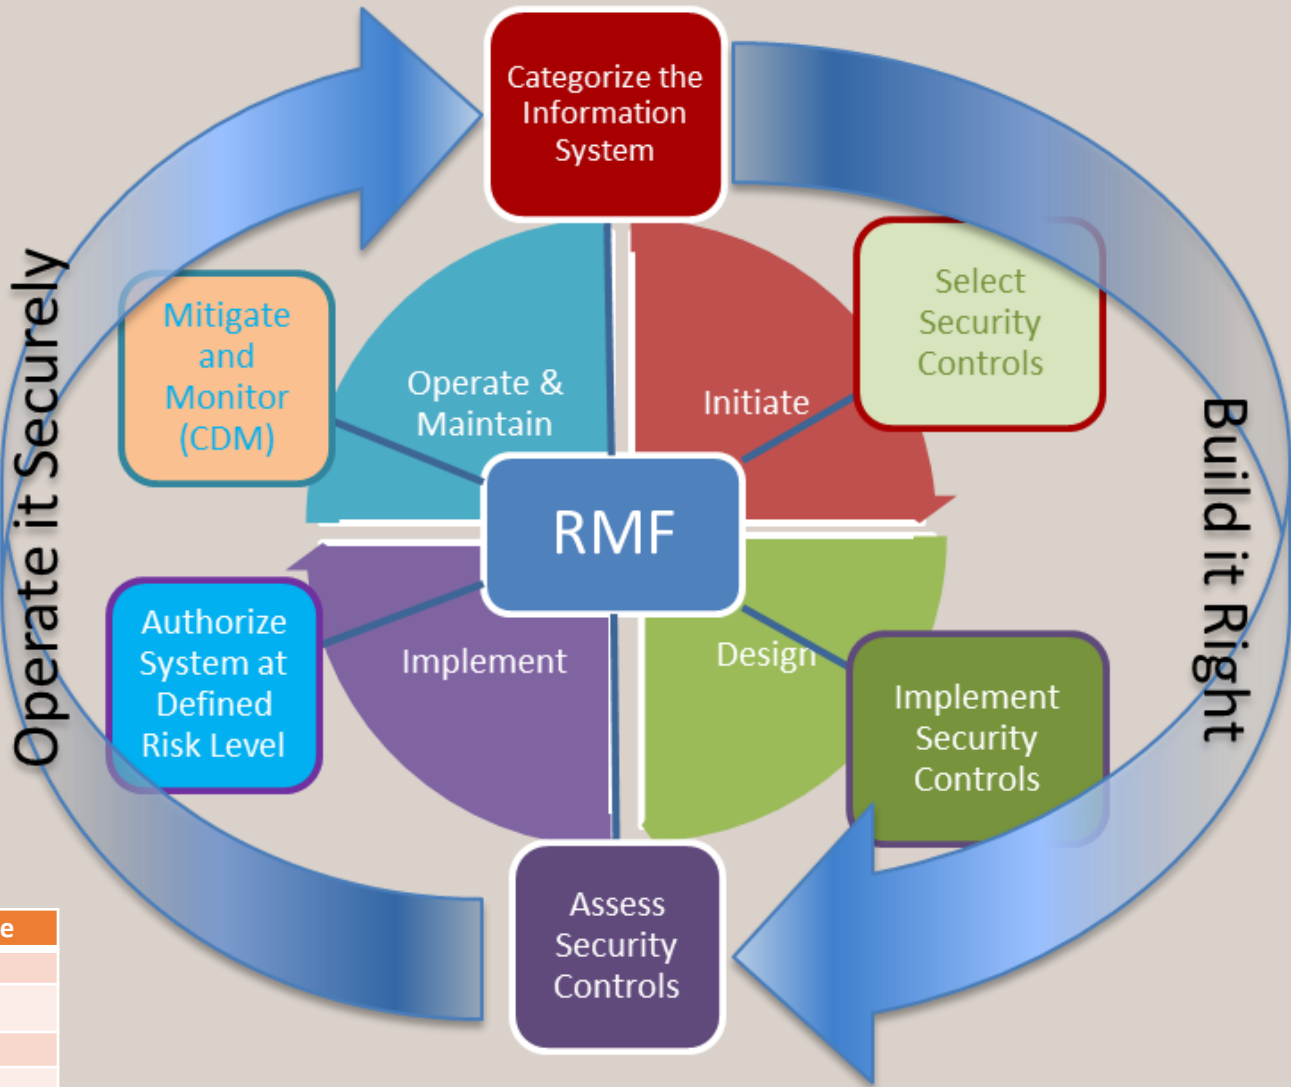 Categorize the
Information
System
Select
Security
Controls
Mitigate
and
Monitor
(CDM)
Operate &
Maintain
Initiate
Operate it Securely
Build it Right
RMF
Authorize
System at
Defined
Risk Level
Implement
Design
Implement
Security
Controls
Assess
Security
Controls